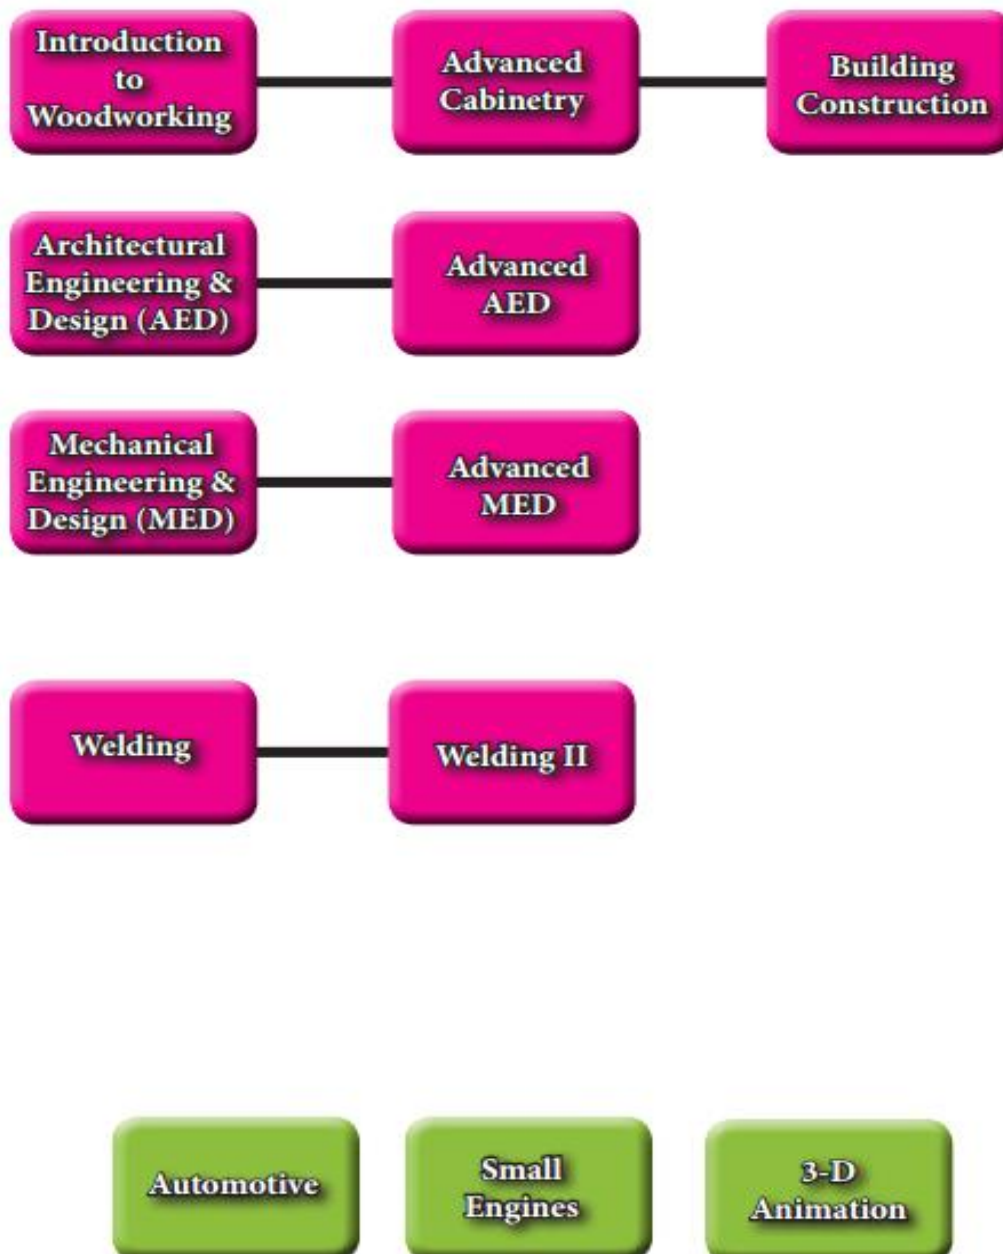 Introduction
to
Woodworking
Advanced
Cabinetry
Building
Construction
Architectural
Engineering &
Design (AED)
Advanced
AED
Mechanical
Engineering &
Design (MED)
Advanced
MED
Welding
Welding II
Automotive
Small
Engines
3-D
Animation